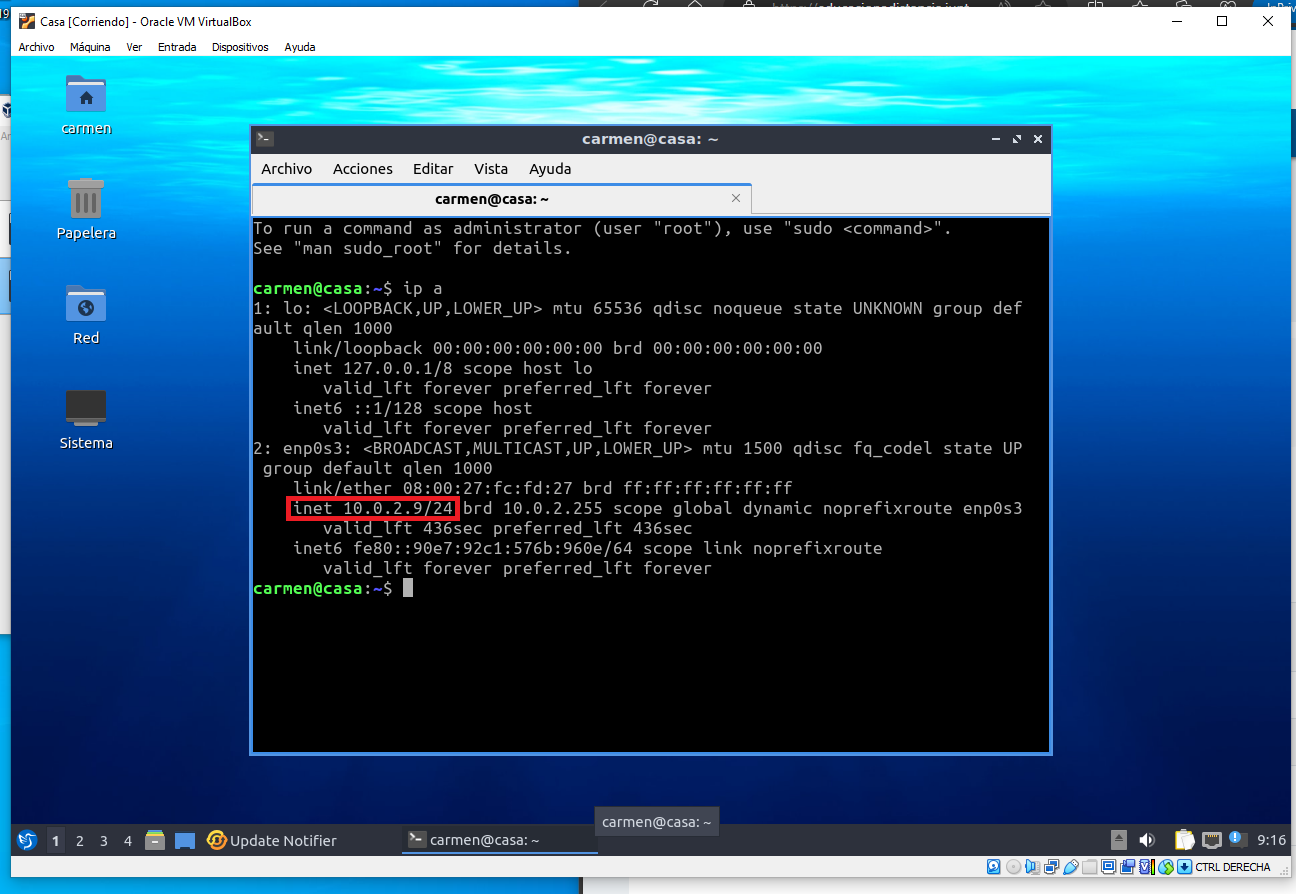 Casa [Corriendo] - Oracle VM VirtualBox
Archivo Máquina Ver Entrada Dispositivos Ayuda
carmen
Papelera
Red
Sistema
carmen@casa: ~
Archivo Acciones Editar Vista Ayuda
carmen@casa: ~
To run a command as administrator (user "root"), use "sudo <command>".
See "man sudo_root" for details.
carmen@casa:~$ ip a
1: lo: <LOOPBACK,UP,LOWER_UP> mtu 65536 qdisc noqueue state UNKNOWN group def
ault qlen 1000
link/loopback 00:00:00:00:00:00 brd 00:00:00:00:00:00
inet 127.0.0.1/8 scope host lo
valid_lft forever preferred_lft forever
inet6 ::1/128 scope host
valid_lft forever preferred_lft forever
2: enp0s3: <BROADCAST,MULTICAST,UP,LOWER_UP> mtu 1500 qdisc fq_codel state UP
group default qlen 1000
link/ether 08:00:27:fc:fd:27 brd ff:ff:ff:ff:ff:ff
inet 10.0.2.9/24 brd 10.0.2.255 scope global dynamic noprefixroute enp0s3
valid_lft 436sec preferred_lft 436sec
inet6 fe80::90e7:92c1:576b:960e/64 scope link noprefixroute
valid_lft forever preferred_lft forever
carmen@casa:~$
carmen@casa: ~
1 2 3 4 Update Notifier carmen@casa: ~ 9:16
CTRL DERECHA